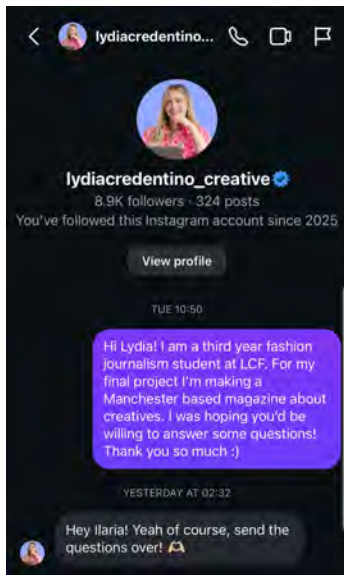 lydiacredentino...
lydiacredentino_creative
8.9K followers · 324 posts
You've followed this Instagram account since 2025
View profile
TUE 10:50
Hi Lydia! I am a third year fashion
journalism student at LCF. For my
final project I'm making a
Manchester based magazine about
creatives. I was hoping you'd be
willing to answer some questions!
Thank you so much :)
YESTERDAY AT 02:32
Hey Ilaria! Yeah of course, send the
questions over! 🫶🏼